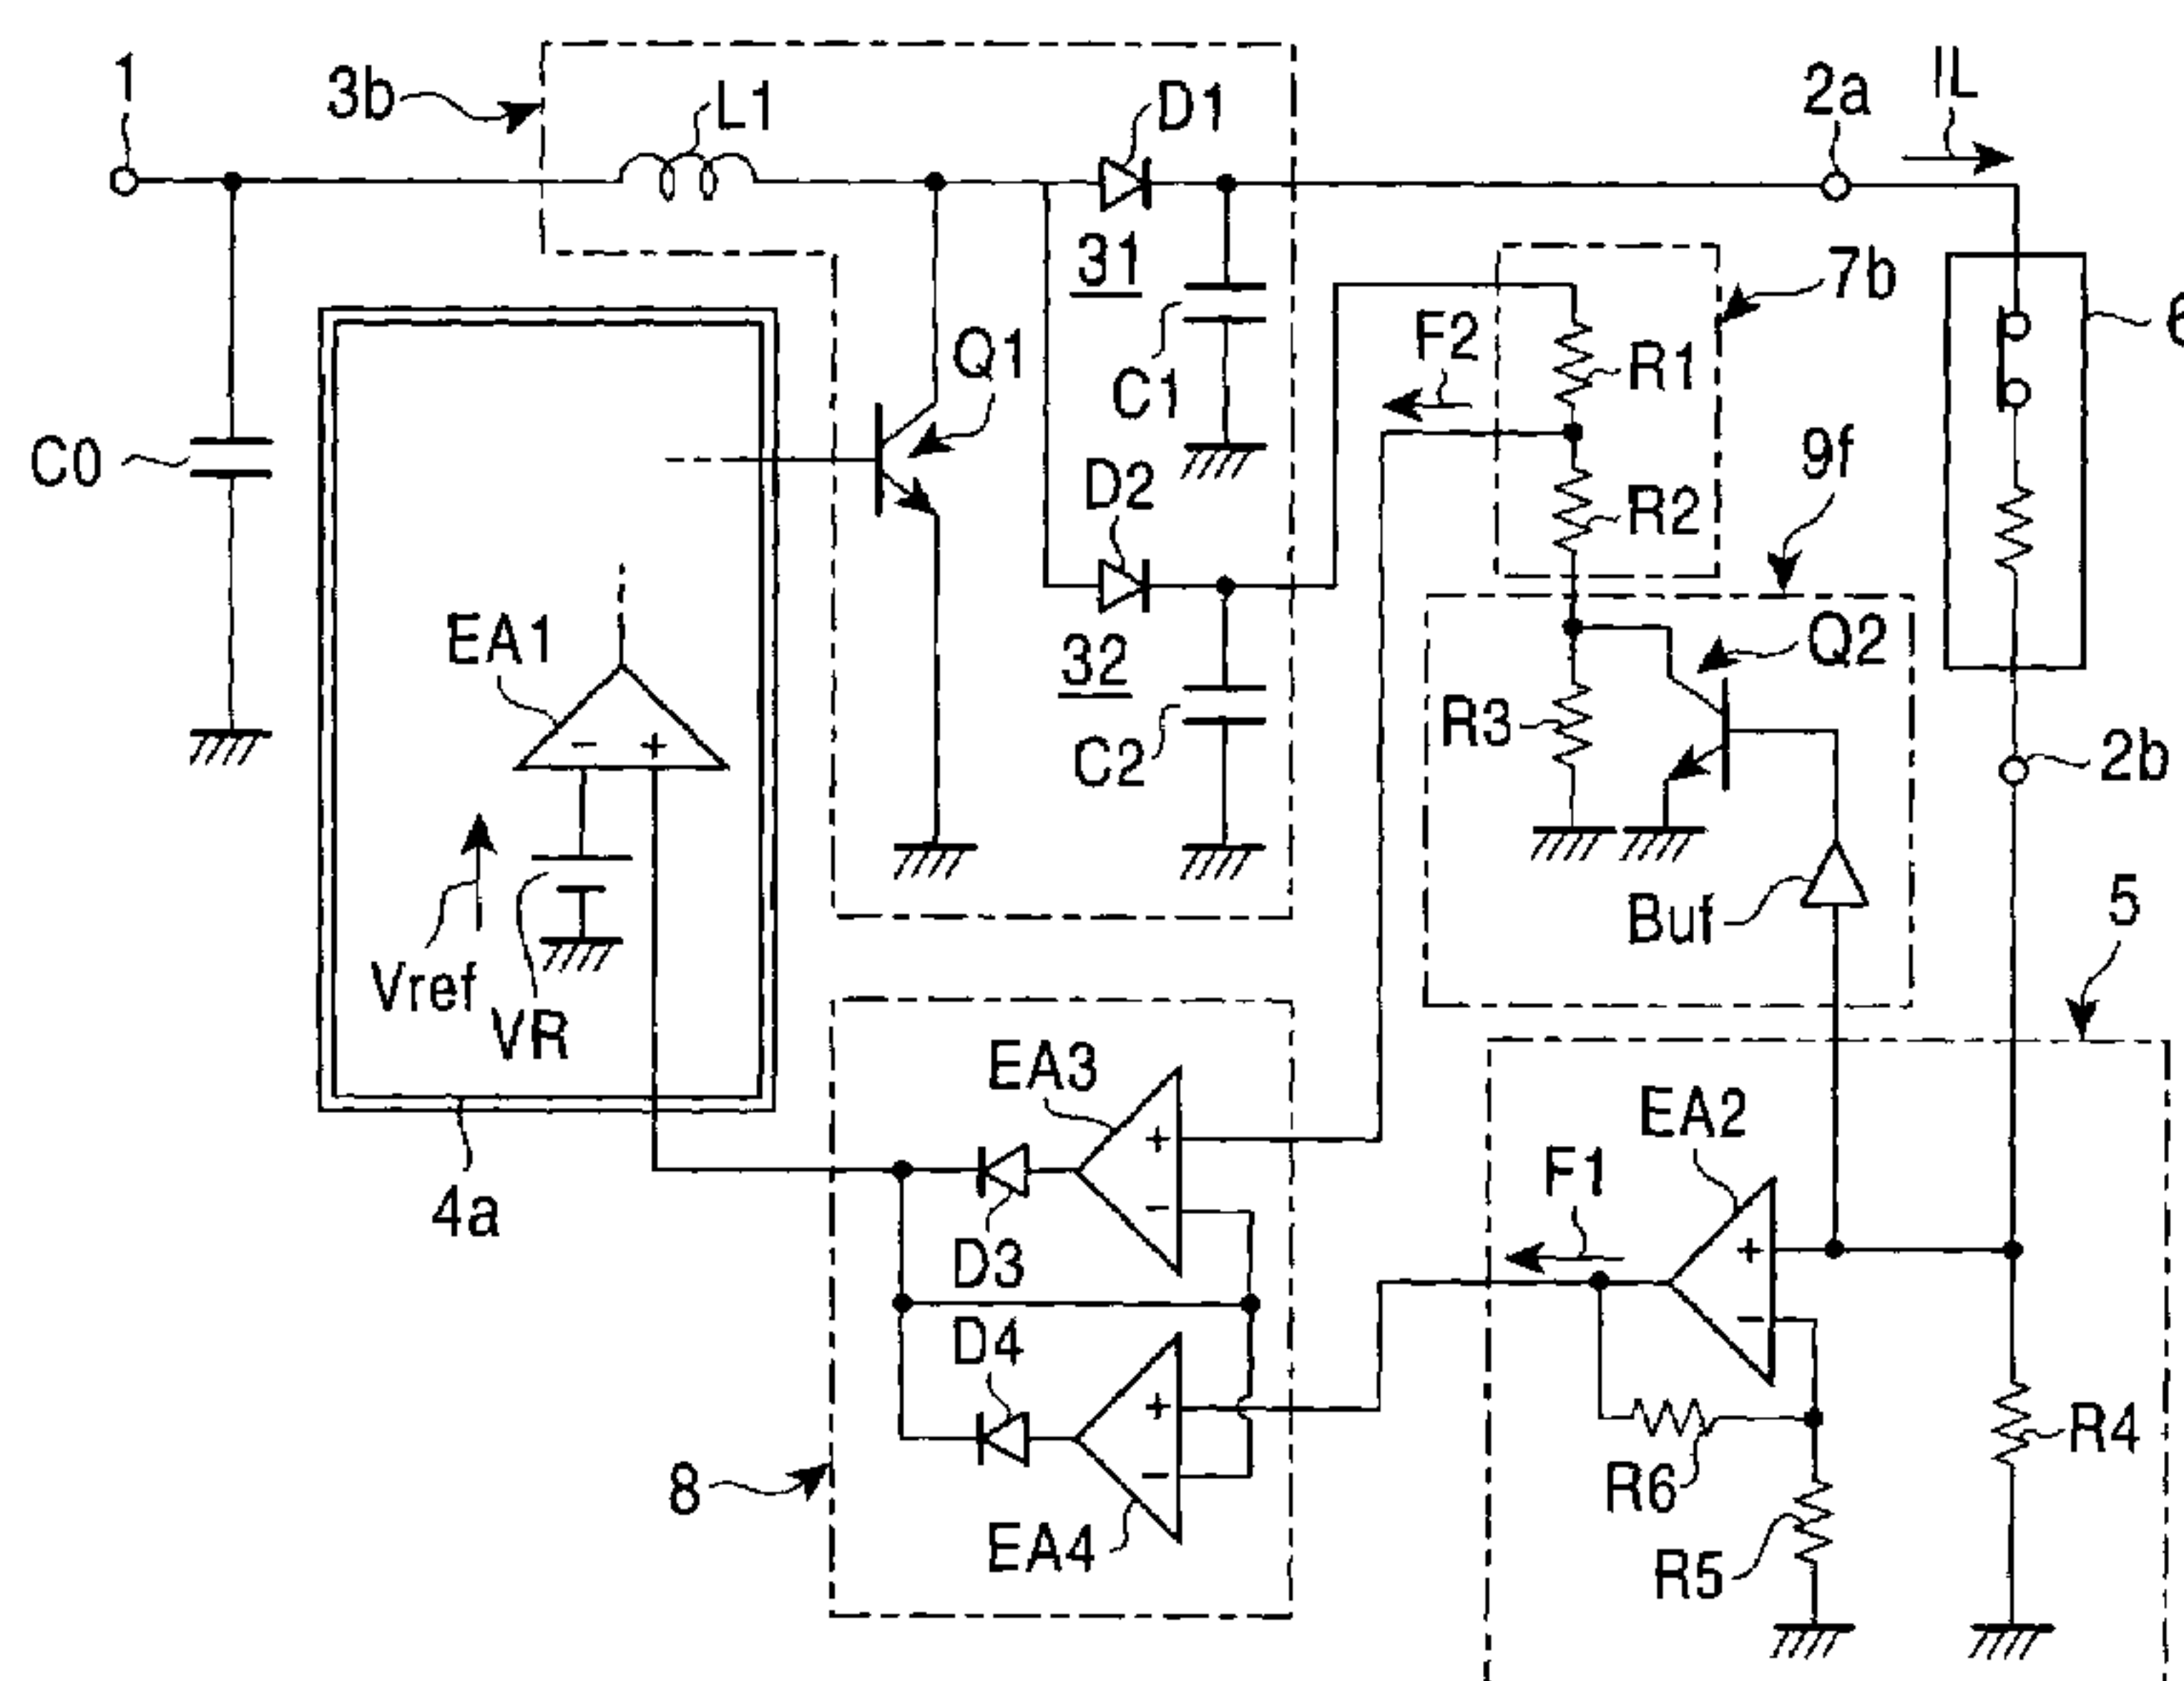 1
3b
L1
D1
2a
IL
31
7b
6
Q1
C1
F2
R1
C0
D2
R2
9f
EA1
32
C2
R3
Q2
2b
Vref
VR
Buf
5
4a
EA3
EA2
F1
D3
D4
8
EA4
R6
R5
R4
- +
+
-
+
-
+
-